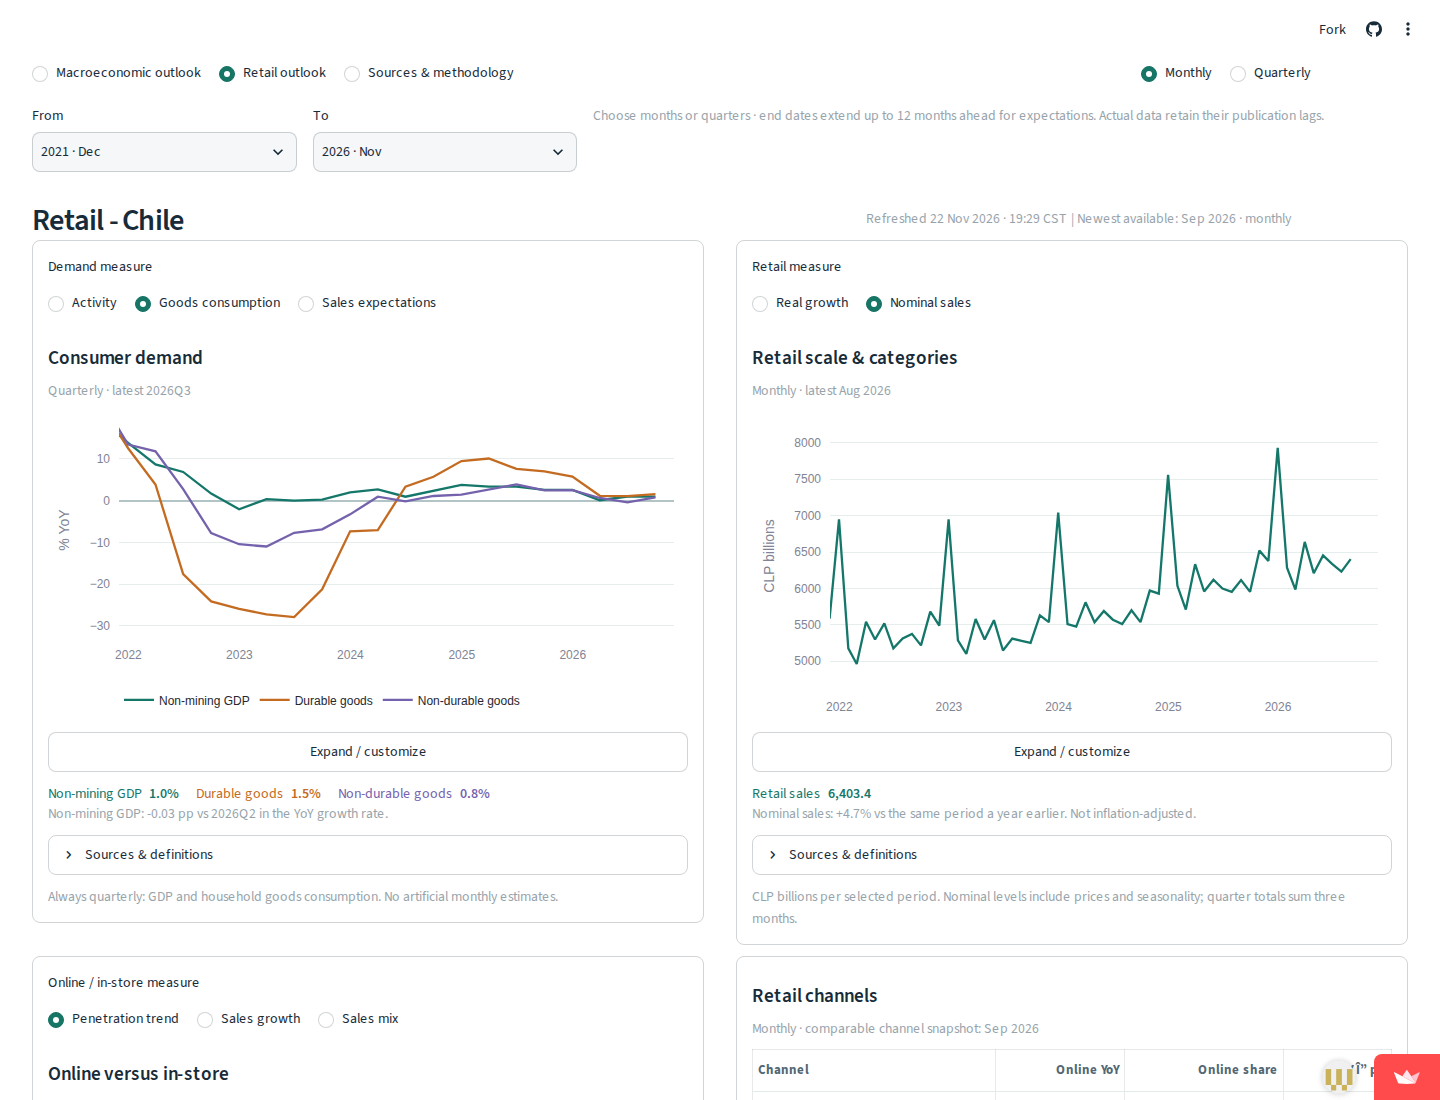 Fork
Macroeconomic outlook Retail outlook Sources & methodology Monthly Quarterly
From To Choose months or quarters · end dates extend up to 12 months ahead for expectations. Actual data retain their publication lags.
2021 · Dec 2026 · Nov
Retail - Chile
Refreshed 22 Nov 2026 · 19:29 CST | Newest available: Sep 2026 · monthly
Demand measure
Activity Goods consumption Sales expectations
Consumer demand
Quarterly · latest 2026Q3
% YoY
10
0
−10
−20
−30
2022 2023 2024 2025 2026
Non-mining GDP Durable goods Non-durable goods
Expand / customize
Non-mining GDP 1.0% Durable goods 1.5% Non-durable goods 0.8%
Non-mining GDP: -0.03 pp vs 2026Q2 in the YoY growth rate.
Sources & definitions
Always quarterly: GDP and household goods consumption. No artificial monthly estimates.
Retail measure
Real growth Nominal sales
Retail scale & categories
Monthly · latest Aug 2026
CLP billions
8000
7500
7000
6500
6000
5500
5000
2022 2023 2024 2025 2026
Expand / customize
Retail sales 6,403.4
Nominal sales: +4.7% vs the same period a year earlier. Not inflation-adjusted.
Sources & definitions
CLP billions per selected period. Nominal levels include prices and seasonality; quarter totals sum three
months.
Online / in-store measure
Penetration trend Sales growth Sales mix
Online versus in-store
Retail channels
Monthly · comparable channel snapshot: Sep 2026
Channel Online YoY Online share